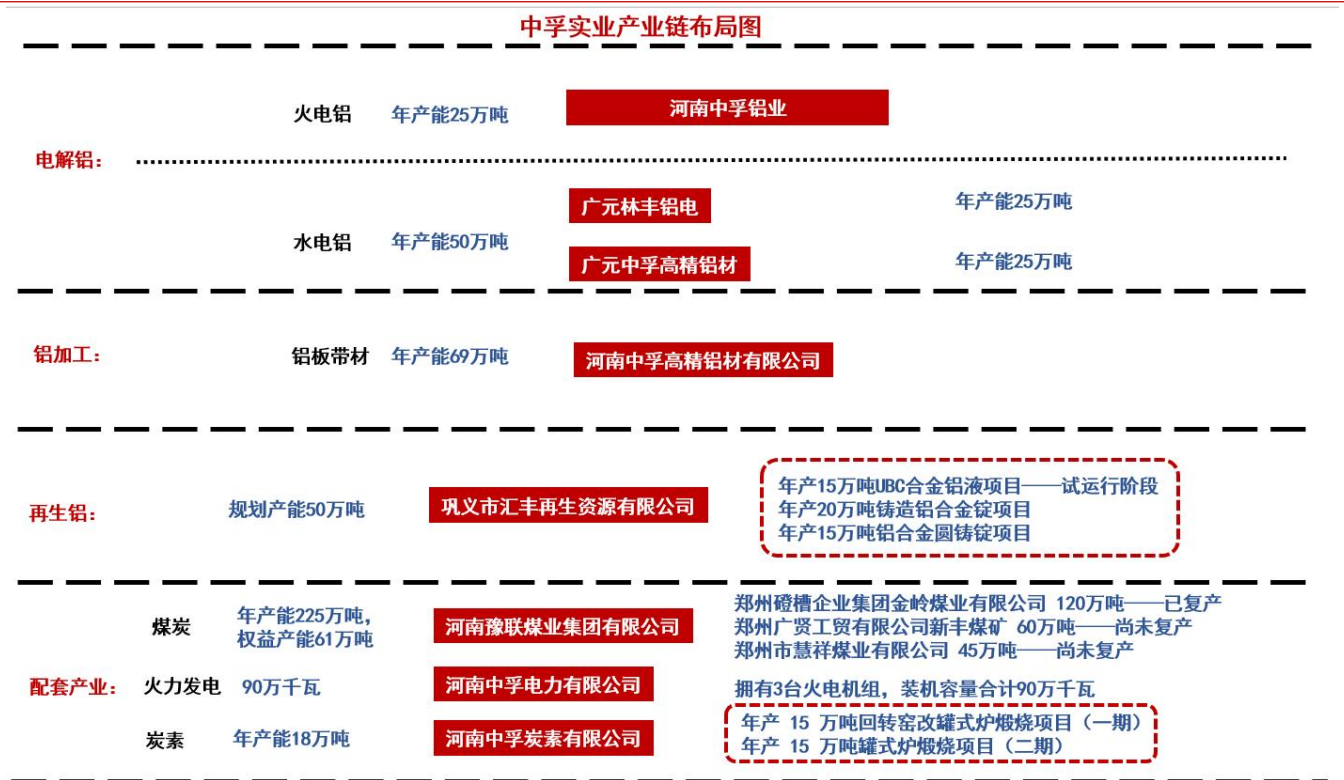 中孚实业产业链布局图
火电铝 年产能25万吨 河南中孚铝业
电解铝：
广元林丰铝电 年产能25万吨
水电铝 年产能50万吨
广元中孚高精铝材 年产能25万吨
铝加工： 铝板带材 年产能69万吨 河南中孚高精铝材有限公司
再生铝： 规划产能50万吨 巩义市汇丰再生资源有限公司
年产15万吨UBC合金铝液项目——试运行阶段
年产20万吨铸造铝合金锭项目
年产15万吨铝合金圆铸锭项目
配套产业：
煤炭
年产能225万吨，
权益产能61万吨
河南豫联煤业集团有限公司
郑州磴槽企业集团金岭煤业有限公司 120万吨——已复产
郑州广贤工贸有限公司新丰煤矿 60万吨——尚未复产
郑州市慧祥煤业有限公司 45万吨——尚未复产
火力发电 90万千瓦 河南中孚电力有限公司 拥有3台火电机组，装机容量合计90万千瓦
炭素 年产能18万吨 河南中孚炭素有限公司
年产 15 万吨回转窑改罐式炉煅烧项目（一期）
年产 15 万吨罐式炉煅烧项目（二期）